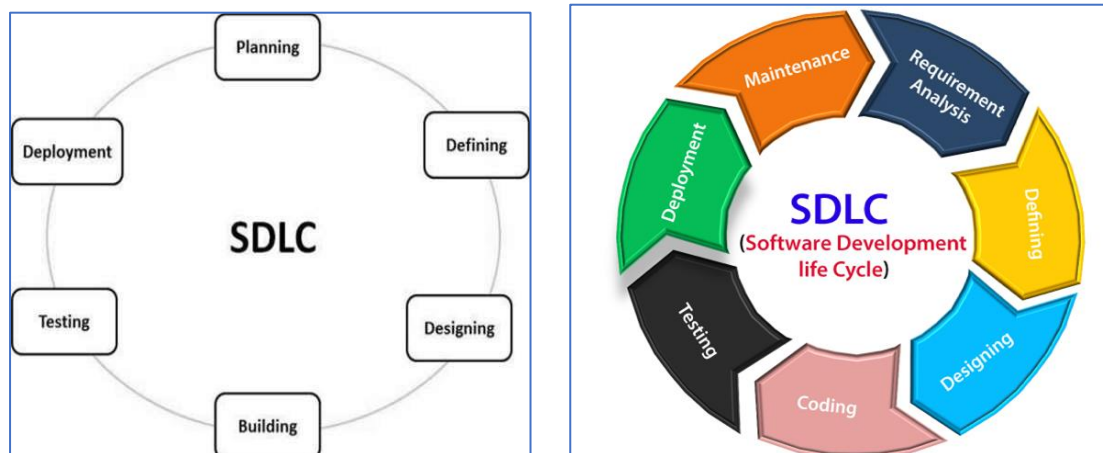 Planning
Defining
Designing
Building
Testing
Deployment
SDLC
Requirement
Analysis
Defining
Designing
Coding
Testing
Deployment
Maintenance
SDLC
(Software Development
life Cycle)